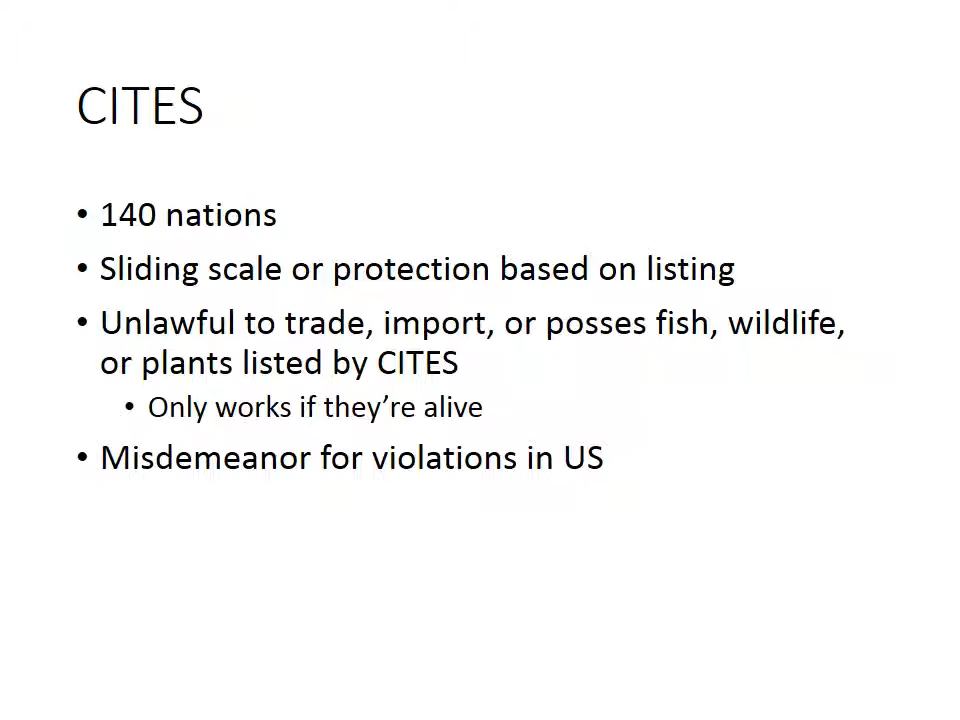 CITES
• 140 nations
• Sliding scale or protection based on listing
• Unlawful to trade, import, or posses fish, wildlife,
or plants listed by CITES
• Only works if they're alive
• Misdemeanor for violations in US